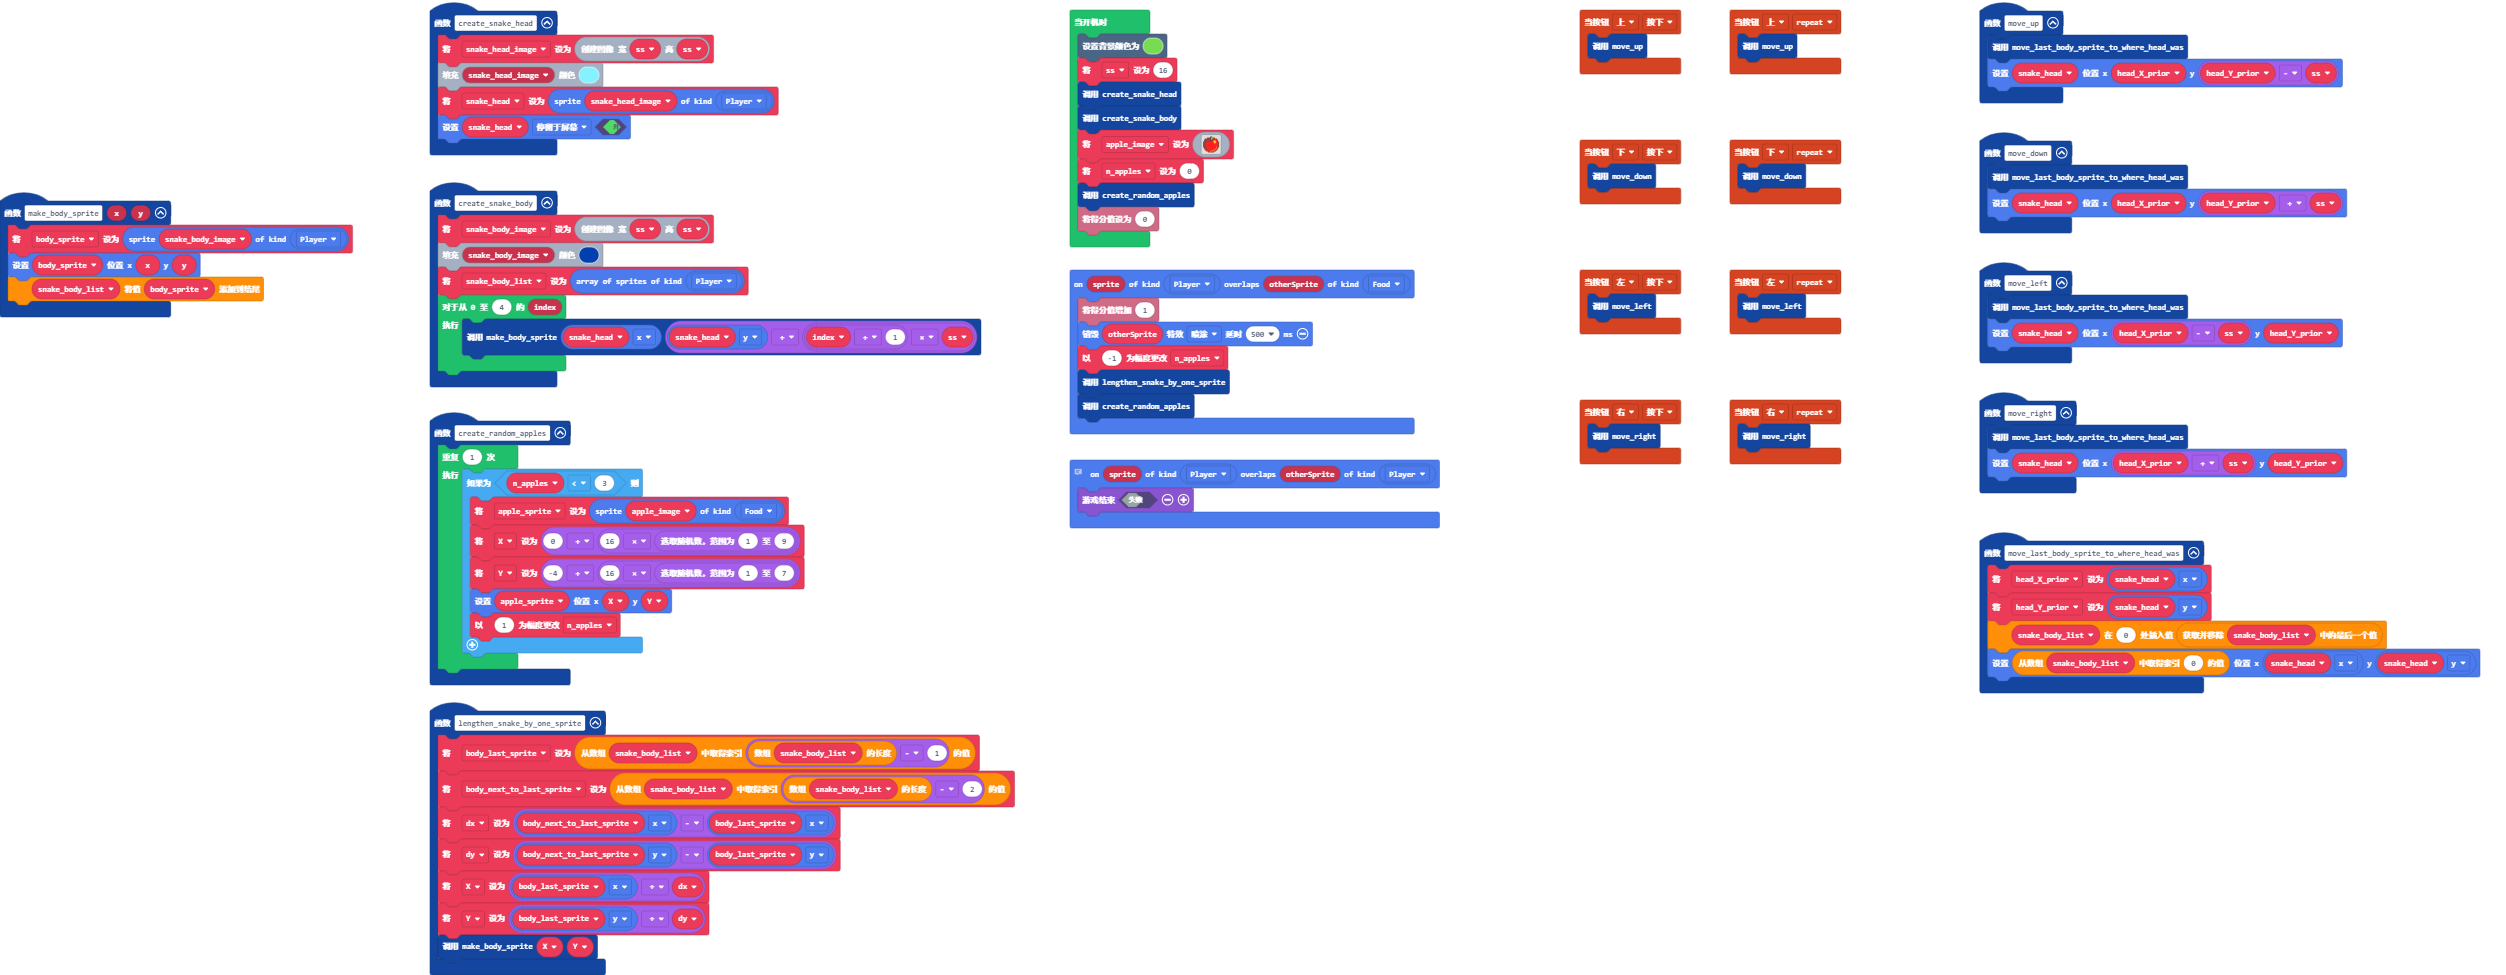 函数 make_body_sprite x y
将 body_sprite 设为 sprite snake_body_image of kind Player
设置 body_sprite 位置 x x y y
snake_body_list 将值 body_sprite 添加到结尾
函数 create_snake_head
将 snake_head_image 设为 创建图像 宽 ss 高 ss
填充 snake_head_image 颜色
将 snake_head 设为 sprite snake_head_image of kind Player
设置 snake_head 停留于屏幕
函数 create_snake_body
将 snake_body_image 设为 创建图像 宽 ss 高 ss
填充 snake_body_image 颜色
将 snake_body_list 设为 array of sprites of kind Player
对于从 0 至 4 的 index
执行 调用 make_body_sprite snake_head x snake_head y + index + 1 × ss
函数 create_random_apples
重复 1 次
执行 如果为 n_apples < 3 则
将 apple_sprite 设为 sprite apple_image of kind Food
将 X 设为 0 + 16 × 选取随机数，范围为 1 至 9
将 Y 设为 -4 + 16 × 选取随机数，范围为 1 至 7
设置 apple_sprite 位置 x X y Y
以 1 为幅度更改 n_apples
函数 lengthen_snake_by_one_sprite
将 body_last_sprite 设为 从数组 snake_body_list 中取得索引 数组 snake_body_list 的长度 - 1 的值
将 body_next_to_last_sprite 设为 从数组 snake_body_list 中取得索引 数组 snake_body_list 的长度 - 2 的值
将 dx 设为 body_next_to_last_sprite x - body_last_sprite x
将 dy 设为 body_next_to_last_sprite y - body_last_sprite y
将 X 设为 body_last_sprite x + dx
将 Y 设为 body_last_sprite y + dy
调用 make_body_sprite X Y
当开机时
设置背景颜色为
将 ss 设为 16
调用 create_snake_head
调用 create_snake_body
将 apple_image 设为
将 n_apples 设为 0
调用 create_random_apples
将得分值设为 0
on sprite of kind Player overlaps otherSprite of kind Food
将得分值增加 1
销毁 otherSprite 特效 喷涂 延时 500 ms
以 -1 为幅度更改 n_apples
调用 lengthen_snake_by_one_sprite
调用 create_random_apples
on sprite of kind Player overlaps otherSprite of kind Player
游戏结束 失败
当按钮 上 按下
调用 move_up
当按钮 上 repeat
调用 move_up
当按钮 下 按下
调用 move_down
当按钮 下 repeat
调用 move_down
当按钮 左 按下
调用 move_left
当按钮 左 repeat
调用 move_left
当按钮 右 按下
调用 move_right
当按钮 右 repeat
调用 move_right
函数 move_up
调用 move_last_body_sprite_to_where_head_was
设置 snake_head 位置 x head_X_prior y head_Y_prior - ss
函数 move_down
调用 move_last_body_sprite_to_where_head_was
设置 snake_head 位置 x head_X_prior y head_Y_prior + ss
函数 move_left
调用 move_last_body_sprite_to_where_head_was
设置 snake_head 位置 x head_X_prior - ss y head_Y_prior
函数 move_right
调用 move_last_body_sprite_to_where_head_was
设置 snake_head 位置 x head_X_prior + ss y head_Y_prior
函数 move_last_body_sprite_to_where_head_was
将 head_X_prior 设为 snake_head x
将 head_Y_prior 设为 snake_head y
snake_body_list 在 0 处插入值 获取并移除 snake_body_list 中的最后一个值
设置 从数组 snake_body_list 中取得索引 0 的值 位置 x snake_head x y snake_head y